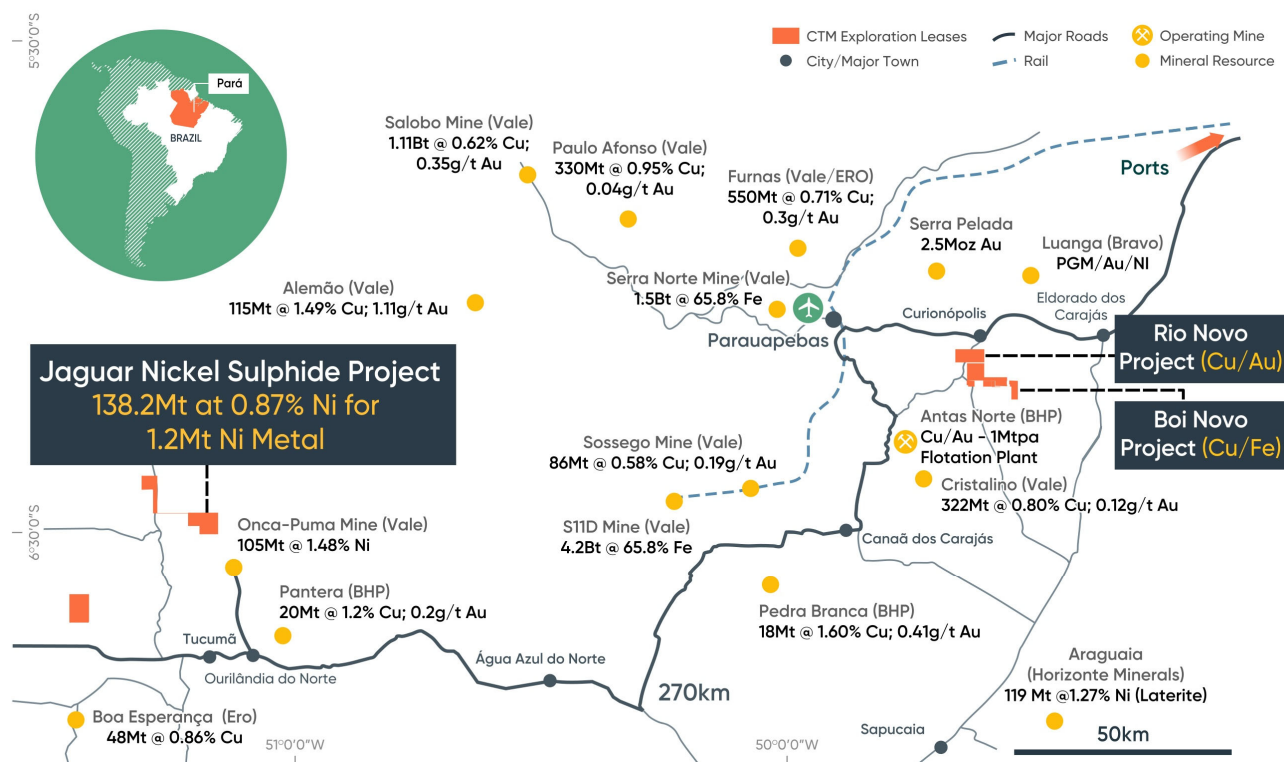 5°30'0"S
CTM Exploration Leases
Major Roads
Operating Mine
City/Major Town
Rail
Mineral Resource
Pará
BRAZIL
Salobo Mine (Vale)
1.11Bt @ 0.62% Cu;
0.35g/t Au
Paulo Afonso (Vale)
330Mt @ 0.95% Cu;
0.04g/t Au
Furnas (Vale/ERO)
550Mt @ 0.71% Cu;
0.3g/t Au
Ports
Serra Pelada
2.5Moz Au
Luanga (Bravo)
PGM/Au/NI
Alemão (Vale)
115Mt @ 1.49% Cu; 1.11g/t Au
Serra Norte Mine (Vale)
1.5Bt @ 65.8% Fe
Parauapebas
Curionópolis
Eldorado dos
Carajás
Rio Novo
Project (Cu/Au)
Jaguar Nickel Sulphide Project
138.2Mt at 0.87% Ni for
1.2Mt Ni Metal
Boi Novo
Project (Cu/Fe)
Antas Norte (BHP)
Cu/Au - 1Mtpa
Flotation Plant
Sossego Mine (Vale)
86Mt @ 0.58% Cu; 0.19g/t Au
Cristalino (Vale)
322Mt @ 0.80% Cu; 0.12g/t Au
6°30'0"S
Onca-Puma Mine (Vale)
105Mt @ 1.48% Ni
S11D Mine (Vale)
4.2Bt @ 65.8% Fe
Canaã dos Carajás
Pantera (BHP)
20Mt @ 1.2% Cu; 0.2g/t Au
Pedra Branca (BHP)
18Mt @ 1.60% Cu; 0.41g/t Au
Tucumã
Ourilândia do Norte
Água Azul do Norte
270km
Araguaia
(Horizonte Minerals)
119 Mt @1.27% Ni (Laterite)
Boa Esperança (Ero)
48Mt @ 0.86% Cu
Sapucaia
50km
51°0'0"W
50°0'0"W